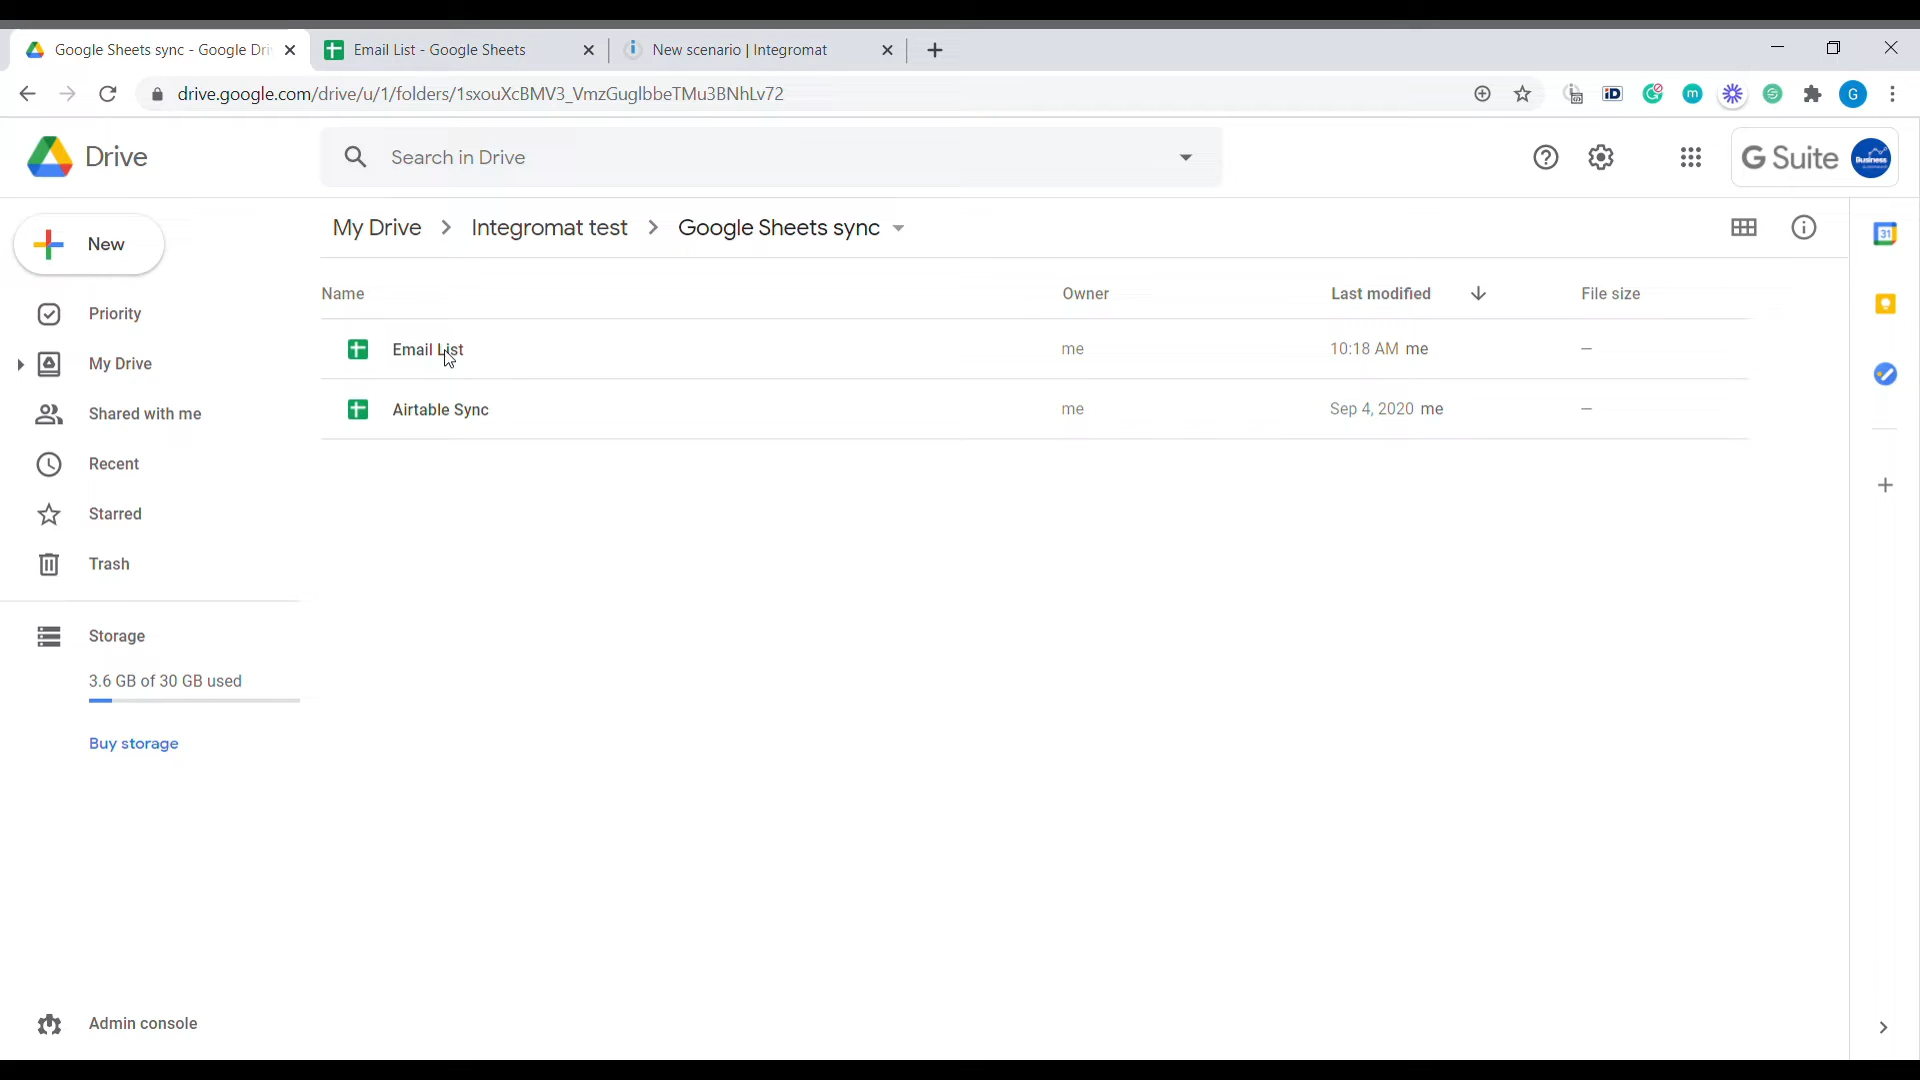 Google Sheets sync - Google Dri
Email List - Google Sheets
New scenario | Integromat
drive.google.com/drive/u/1/folders/1sxouXcBMV3_VmzGuglbbeTMu3BNhLv72
iD
m
G
Drive
Search in Drive
G Suite
Business
New
My Drive
Integromat test
Google Sheets sync
31
Name
Owner
Last modified
File size
Priority
Email List
me
10:18 AM me
—
My Drive
Airtable Sync
me
Sep 4, 2020 me
—
Shared with me
Recent
Starred
Trash
Storage
3.6 GB of 30 GB used
Buy storage
Admin console